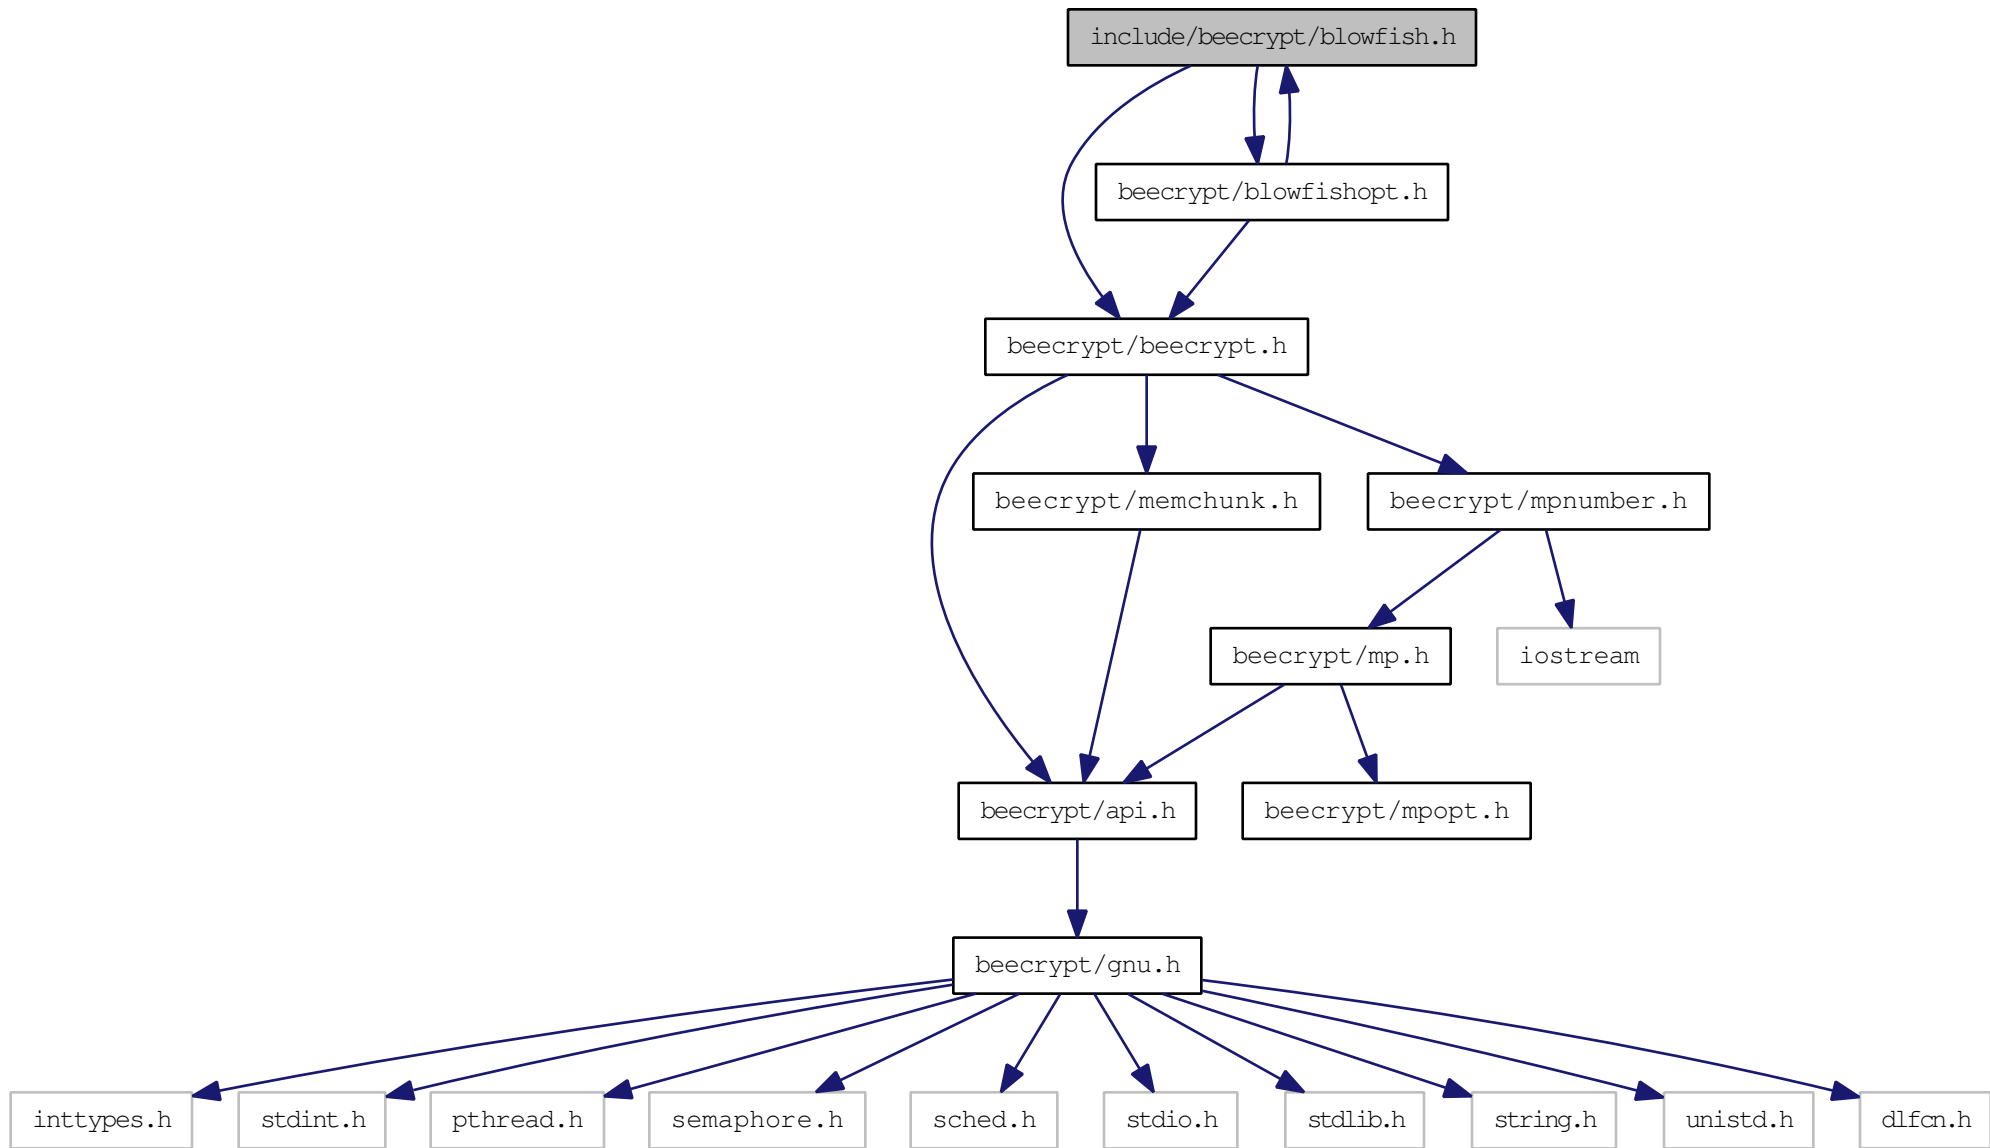 include/beecrypt/blowfish.h
beecrypt/blowfishopt.h
beecrypt/beecrypt.h
beecrypt/memchunk.h
beecrypt/mpnumber.h
beecrypt/mp.h
iostream
beecrypt/api.h
beecrypt/mpopt.h
beecrypt/gnu.h
inttypes.h
stdint.h
pthread.h
semaphore.h
sched.h
stdio.h
stdlib.h
string.h
unistd.h
dlfcn.h